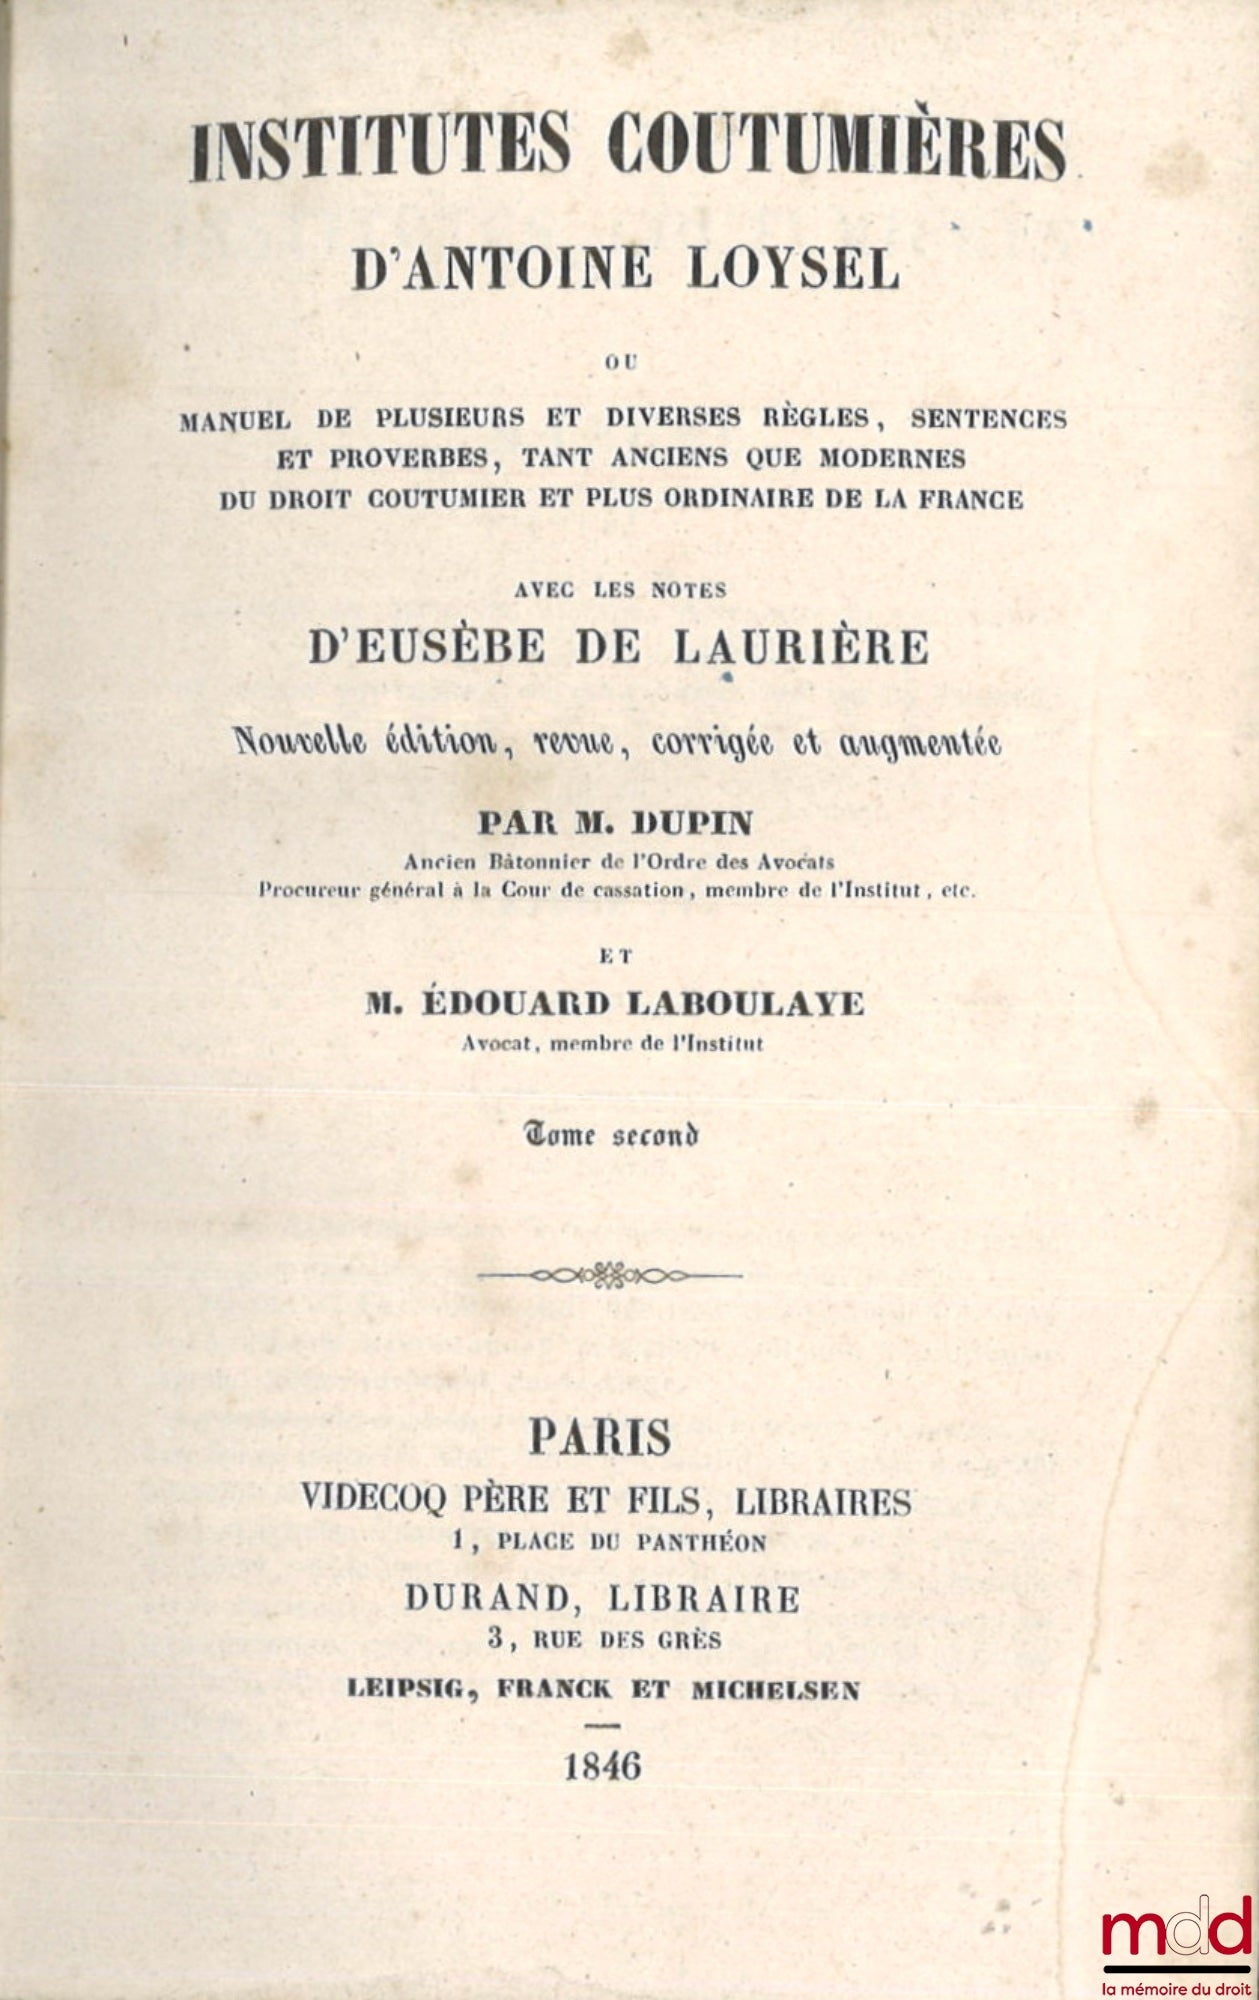 INSTITUTES COUTUMIÈRES
D'ANTOINE LOYSEL
OU
MANUEL DE PLUSIEURS ET DIVERSES RÈGLES, SENTENCES
ET PROVERBES, TANT ANCIENS QUE MODERNES
DU DROIT COUTUMIER ET PLUS ORDINAIRE DE LA FRANCE
AVEC LES NOTES
D'EUSÈBE DE LAURIÈRE
Nouvelle édition, revue, corrigée et augmentée
PAR M. DUPIN
Ancien Bâtonnier de l'Ordre des Avocats
Procureur général à la Cour de cassation, membre de l'Institut, etc.
ET
M. ÉDOUARD LABOULAYE
Avocat, membre de l'Institut
Tome second
PARIS
VIDECOQ PÈRE ET FILS, LIBRAIRES
1, PLACE DU PANTHÉON
DURAND, LIBRAIRE
3, RUE DES GRÈS
LEIPSIG, FRANCK ET MICHELSEN
1846
mdd
la mémoire du droit